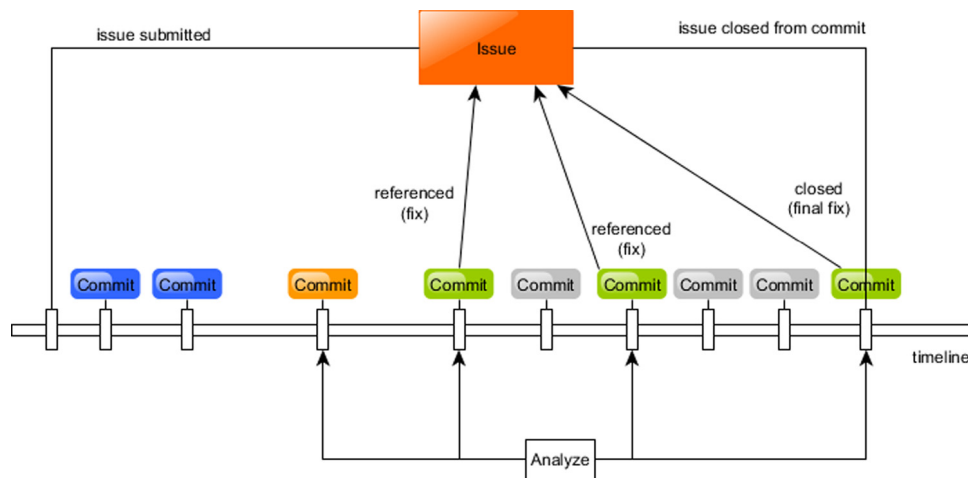 issue submitted
Issue
issue closed from commit
referenced
(fix)
referenced
(fix)
closed
(final fix)
Commit
Commit
Commit
Commit
Commit
Commit
Commit
Commit
Commit
timeline
Analyze